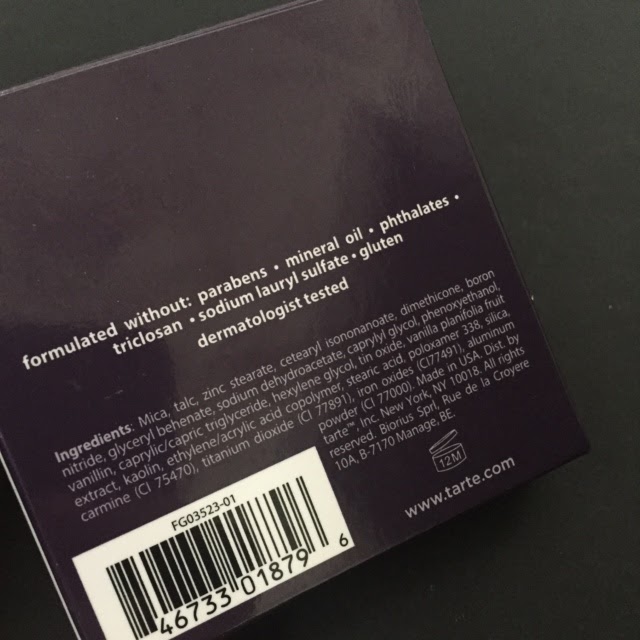 formulated without: parabens • mineral oil • phthalates •
triclosan • sodium lauryl sulfate • gluten
dermatologist tested
Ingredients: Mica, talc, zinc stearate, cetearyl isononanoate, dimethicone, boron
nitride, glyceryl behenate, sodium dehydroacetate, caprylyl glycol, phenoxyethanol,
vanillin, caprylic/capric triglyceride, hexylene glycol, tin oxide, vanilla planifolia fruit
extract, kaolin, ethylene/acrylic acid copolymer, stearic acid, poloxamer 338, silica,
carmine (CI 75470), titanium dioxide (CI 77891), iron oxides (CI77491), aluminum
powder (CI 77000). Made in USA. Dist by
tarte™, Inc New York, NY 10018. All rights
reserved. Biorius Sprl, Rue de la Croyere
10A, B-7170 Manage, BE.
12M
www.tarte.com
FG03523-01
46733 01879 6